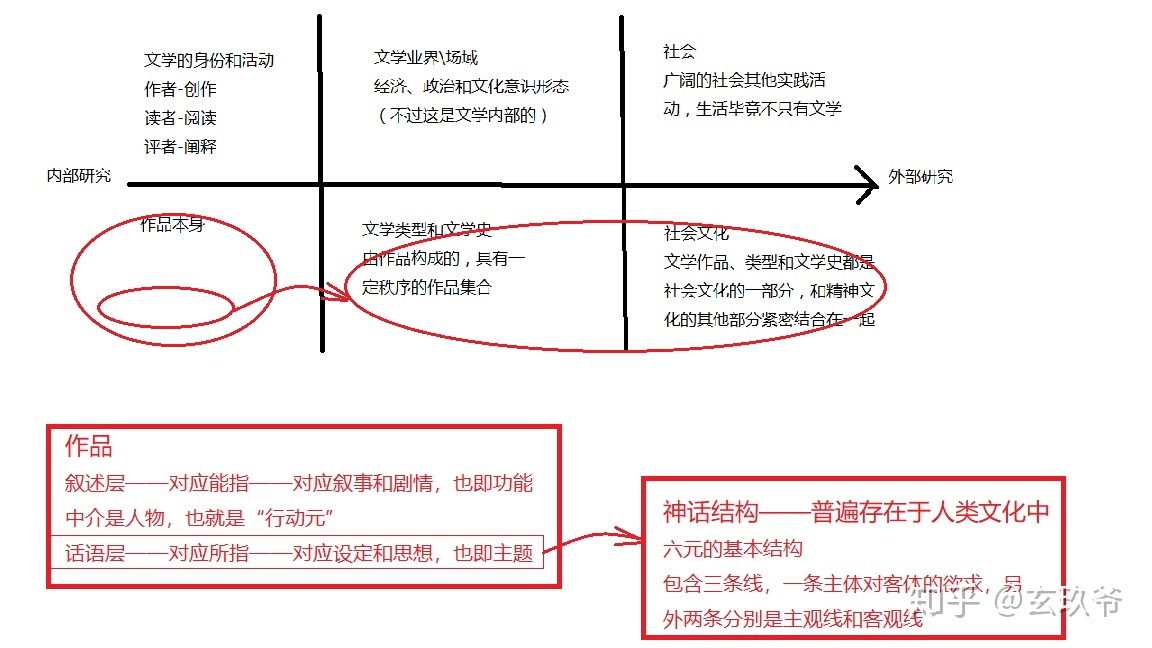 文学的身份和活动
作者-创作
读者-阅读
评者-阐释
文学业界\场域
经济、政治和文化意识形态
（不过这是文学内部的）
社会
广阔的社会其他实践活
动，生活毕竟不只有文学
内部研究
外部研究
作品本身
文学类型和文学史
由作品构成的，具有一
定秩序的作品集合
社会文化
文学作品、类型和文学史都是
社会文化的一部分，和精神文
化的其他部分紧密结合在一起
作品
叙述层——对应能指——对应叙事和剧情，也即功能
中介是人物，也就是“行动元”
话语层——对应所指——对应设定和思想，也即主题
神话结构——普遍存在于人类文化中
六元的基本结构
包含三条线，一条主体对客体的欲求，另
外两条分别是主观线和客观线
知乎 @玄玖爷